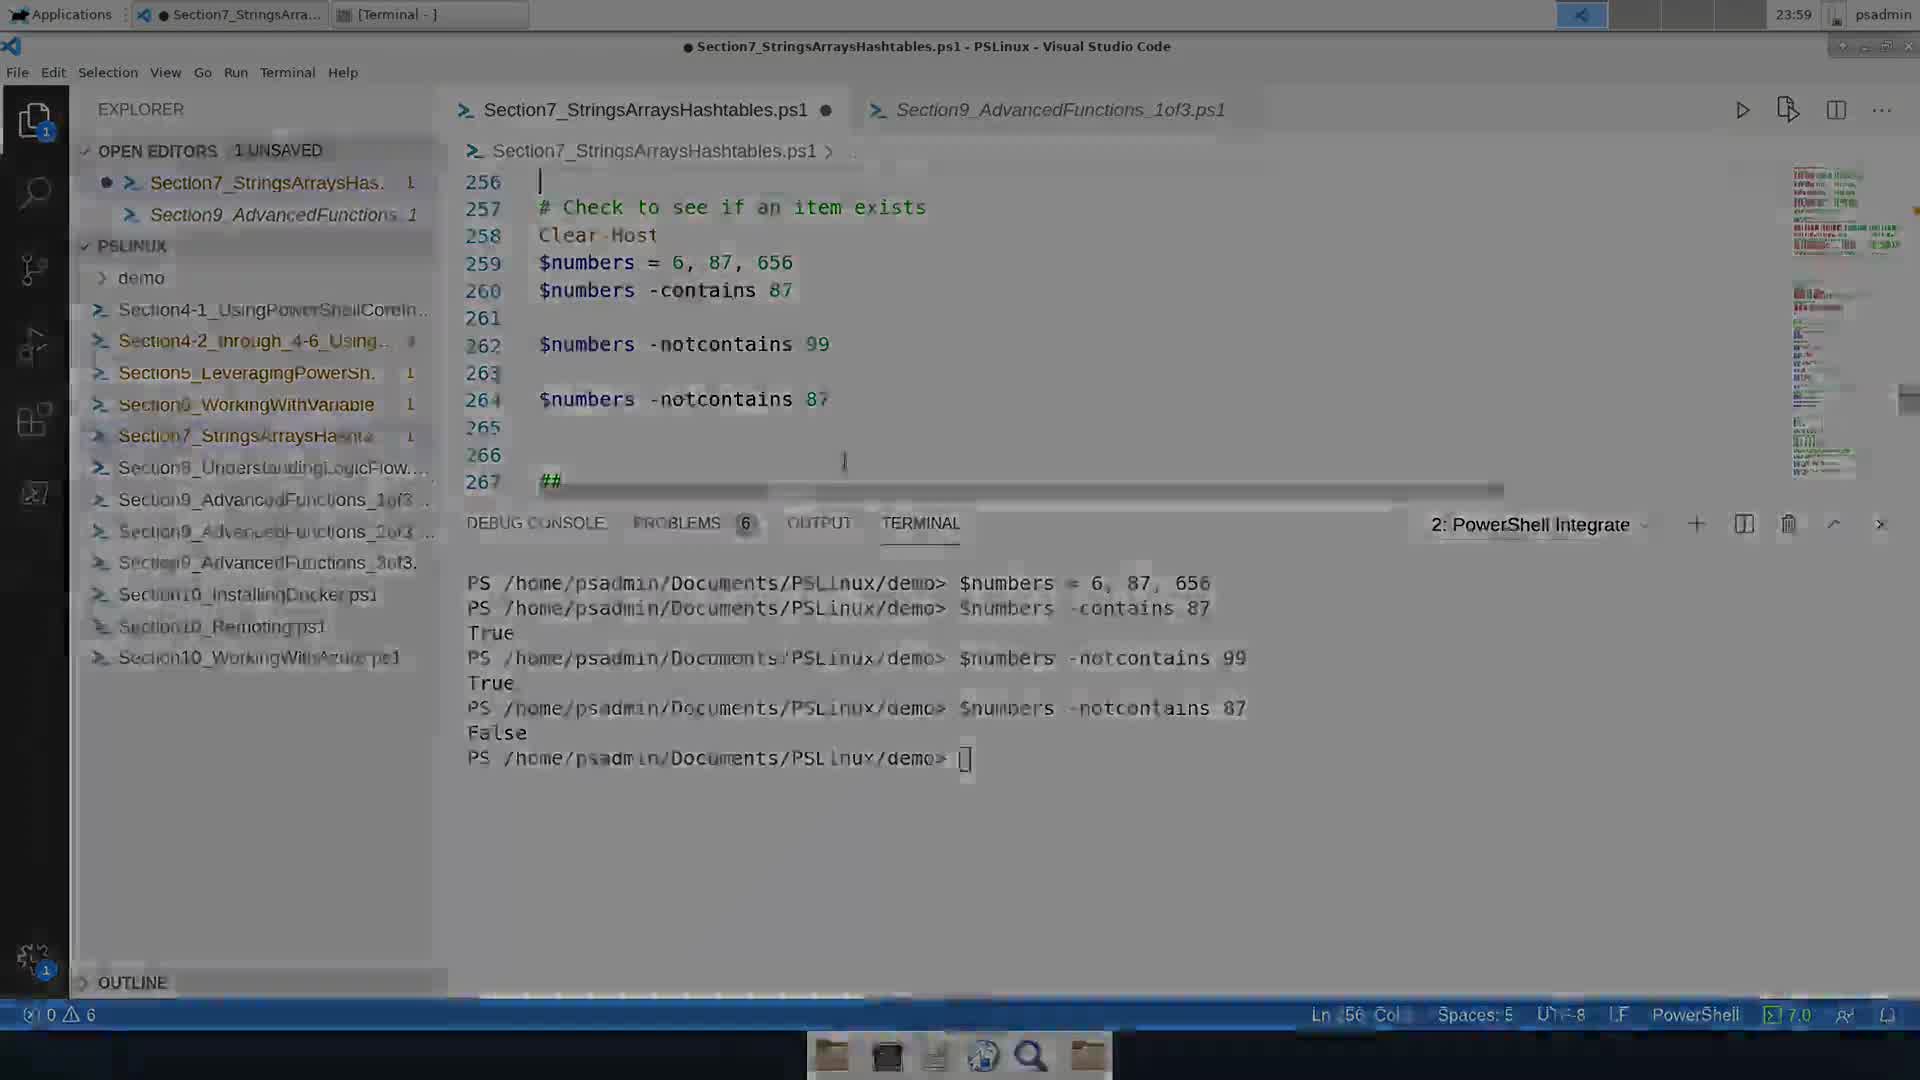 Applications
● Section7_StringsArra...
[Terminal - ]
23:59
psadmin
● Section7_StringsArraysHashtables.ps1 - PSLinux - Visual Studio Code
File Edit Selection View Go Run Terminal Help
EXPLORER
OPEN EDITORS 1 UNSAVED
Section7_StringsArraysHas. 1
Section9_AdvancedFunctions 1
PSLINUX
demo
Section4-1_UsingPowerShellCoreIn...
Section4-2_through_4-6_Using...
Section5_LeveragingPowerSh. 1
Section6_WorkingWithVariable 1
Section7_StringsArraysHashta 1
Section8_UnderstandingLogicFlow....
Section9_AdvancedFunctions_1of3...
Section9_AdvancedFunctions_2of3...
Section9_AdvancedFunctions_3of3.
Section10_InstallingDocker.ps1
Section10_Remoting.ps1
Section10_WorkingWithAzure.ps1
OUTLINE
Section7_StringsArraysHashtables.ps1 ●
Section9_AdvancedFunctions_1of3.ps1
Section7_StringsArraysHashtables.ps1 >
256
257 # Check to see if an item exists
258 Clear-Host
259 $numbers = 6, 87, 656
260 $numbers -contains 87
261
262 $numbers -notcontains 99
263
264 $numbers -notcontains 87
265
266
267 ##
DEBUG CONSOLE PROBLEMS 6 OUTPUT TERMINAL
2: PowerShell Integrate
PS /home/psadmin/Documents/PSLinux/demo> $numbers = 6, 87, 656
PS /home/psadmin/Documents/PSLinux/demo> $numbers -contains 87
True
PS /home/psadmin/Documents/PSLinux/demo> $numbers -notcontains 99
True
PS /home/psadmin/Documents/PSLinux/demo> $numbers -notcontains 87
False
PS /home/psadmin/Documents/PSLinux/demo>
0 6
Ln 256 Col Spaces: 5 UTF-8 LF PowerShell 7.0